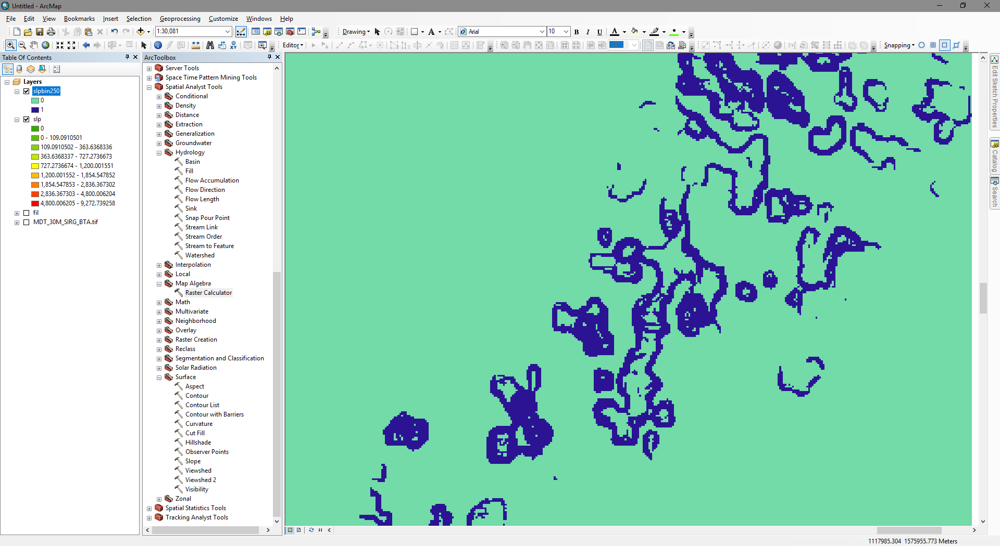 Untitled - ArcMap
File Edit View Bookmarks Insert Selection Geoprocessing Customize Windows Help
1:30,081 Drawing Arial 10 B I U A
Editor 100% Snapping
Table Of Contents
Layers
slpbin250
0
1
slp
0
0 - 109.0910501
109.0910502 - 363.6368336
363.6368337 - 727.2736673
727.2736674 - 1,200.001551
1,200.001552 - 1,854.547852
1,854.547853 - 2,836.367302
2,836.367303 - 4,800.006204
4,800.006205 - 9,272.739258
fil
MDT_30M_SIRG_BTA.tif
ArcToolbox
Server Tools
Space Time Pattern Mining Tools
Spatial Analyst Tools
Conditional
Density
Distance
Extraction
Generalization
Groundwater
Hydrology
Basin
Fill
Flow Accumulation
Flow Direction
Flow Length
Sink
Snap Pour Point
Stream Link
Stream Order
Stream to Feature
Watershed
Interpolation
Local
Map Algebra
Raster Calculator
Math
Multivariate
Neighborhood
Overlay
Raster Creation
Reclass
Segmentation and Classification
Solar Radiation
Surface
Aspect
Contour
Contour List
Contour with Barriers
Curvature
Cut Fill
Hillshade
Observer Points
Slope
Viewshed
Viewshed 2
Visibility
Zonal
Spatial Statistics Tools
Tracking Analyst Tools
Edit Sketch Properties
Catalog
Search
1117985.304 1575955.773 Meters